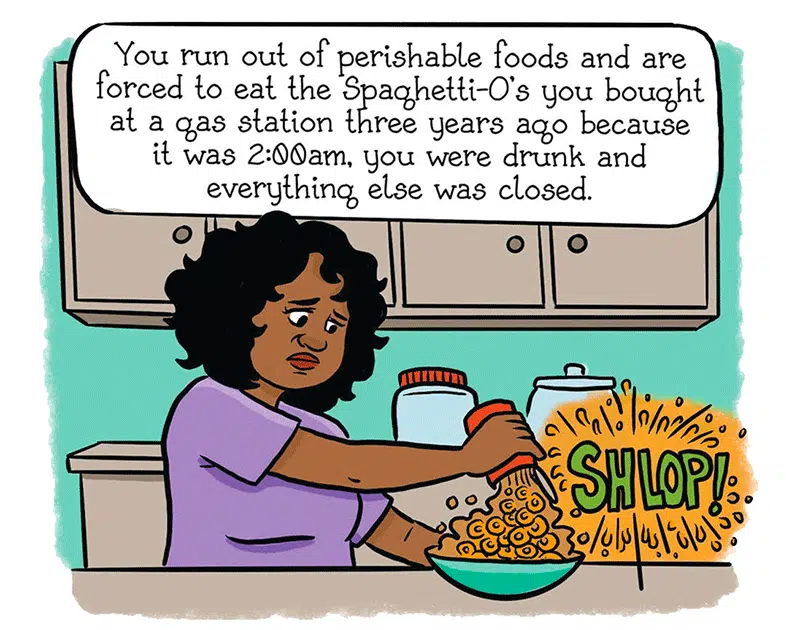 You run out of perishable foods and are
forced to eat the Spaghetti-O's you bought
at a gas station three years ago because
it was 2:00am, you were drunk and
everything else was closed.
SHLOP!